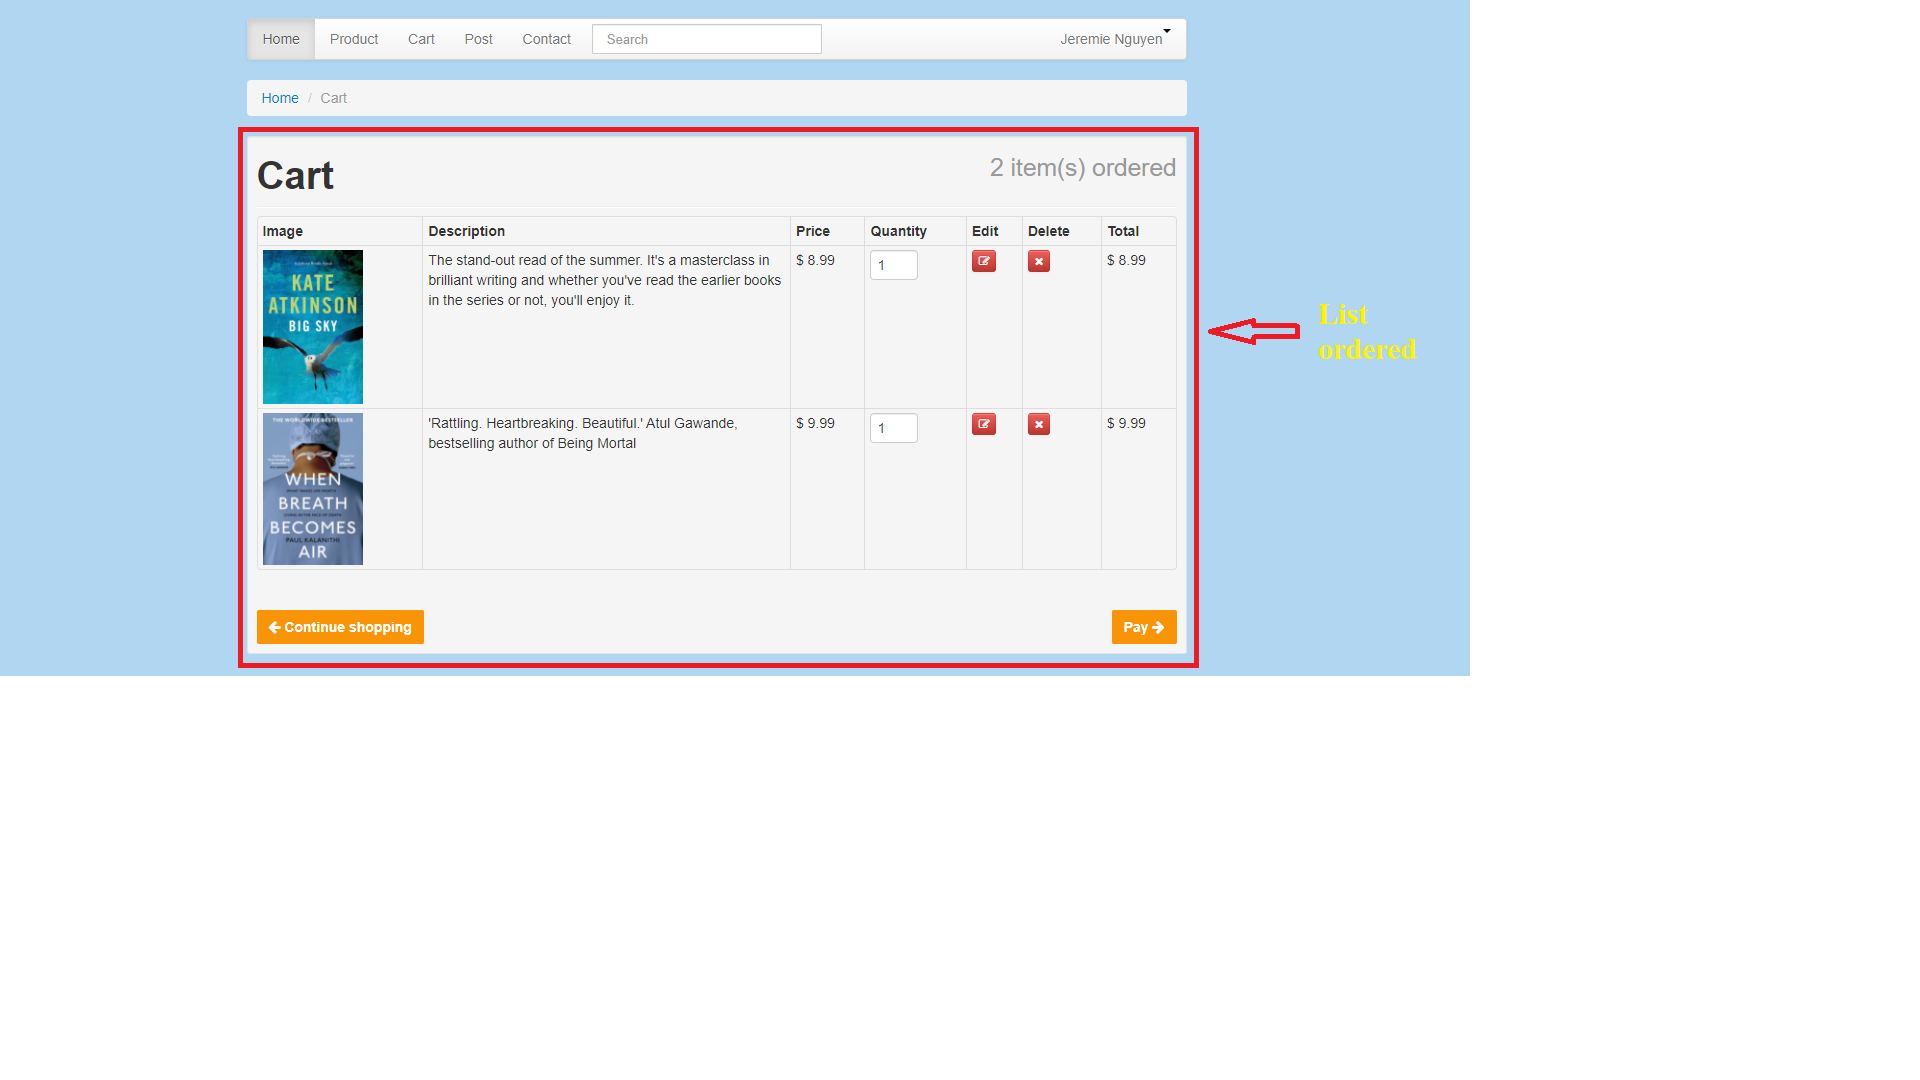 Home Product Cart Post Contact Search Jeremie Nguyen
Home / Cart
Cart
2 item(s) ordered
Image Description Price Quantity Edit Delete Total
KATE
ATKINSON
BIG SKY
The stand-out read of the summer. It's a masterclass in
brilliant writing and whether you've read the earlier books
in the series or not, you'll enjoy it.
$ 8.99 1 $ 8.99
THE WORLDWIDE BESTSELLER
WHEN
BREATH
BECOMES
PAUL KALANITHI
AIR
'Rattling. Heartbreaking. Beautiful.' Atul Gawande,
bestselling author of Being Mortal
$ 9.99 1 $ 9.99
Continue shopping
Pay
List
ordered